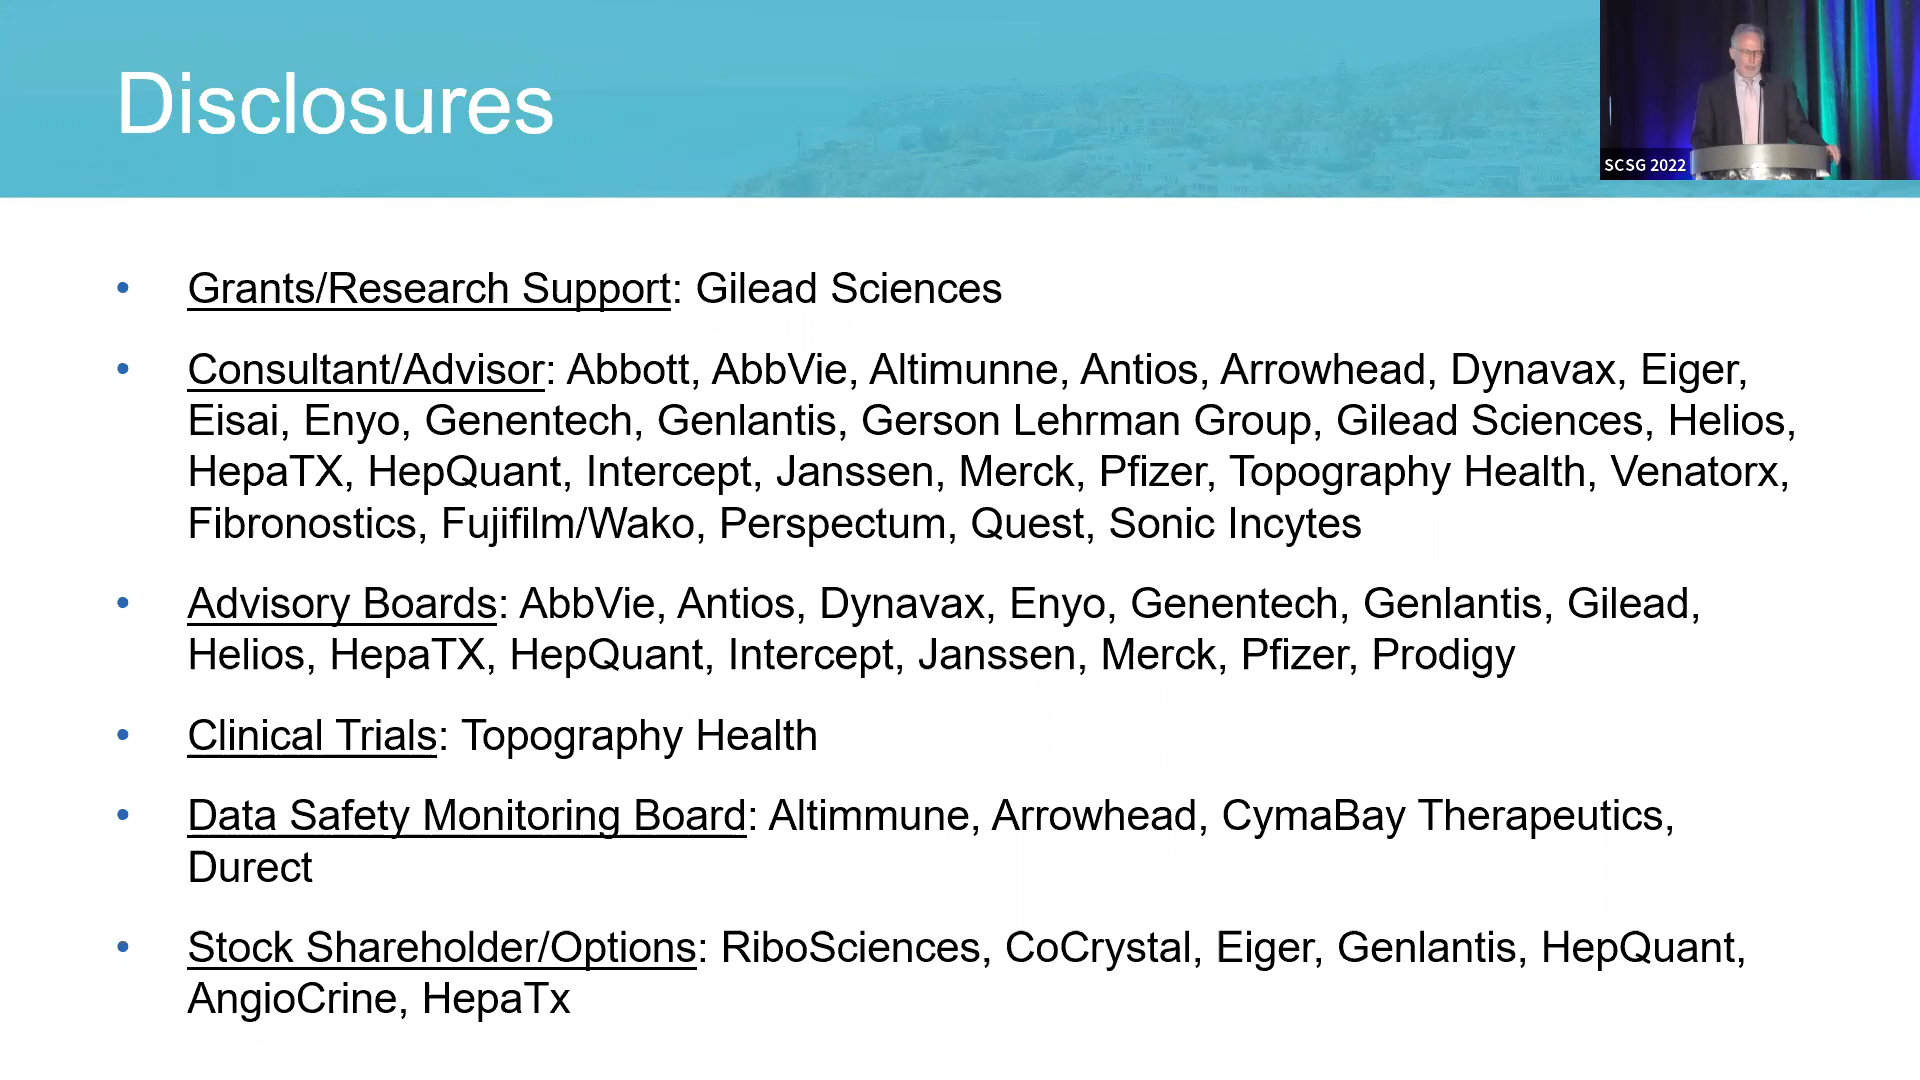 Disclosures
SCSG 2022
• Grants/Research Support: Gilead Sciences
• Consultant/Advisor: Abbott, AbbVie, Altimunne, Antios, Arrowhead, Dynavax, Eiger,
Eisai, Enyo, Genentech, Genlantis, Gerson Lehrman Group, Gilead Sciences, Helios,
HepaTX, HepQuant, Intercept, Janssen, Merck, Pfizer, Topography Health, Venatorx,
Fibronostics, Fujifilm/Wako, Perspectum, Quest, Sonic Incytes
• Advisory Boards: AbbVie, Antios, Dynavax, Enyo, Genentech, Genlantis, Gilead,
Helios, HepaTX, HepQuant, Intercept, Janssen, Merck, Pfizer, Prodigy
• Clinical Trials: Topography Health
• Data Safety Monitoring Board: Altimmune, Arrowhead, CymaBay Therapeutics,
Durect
• Stock Shareholder/Options: RiboSciences, CoCrystal, Eiger, Genlantis, HepQuant,
AngioCrine, HepaTx